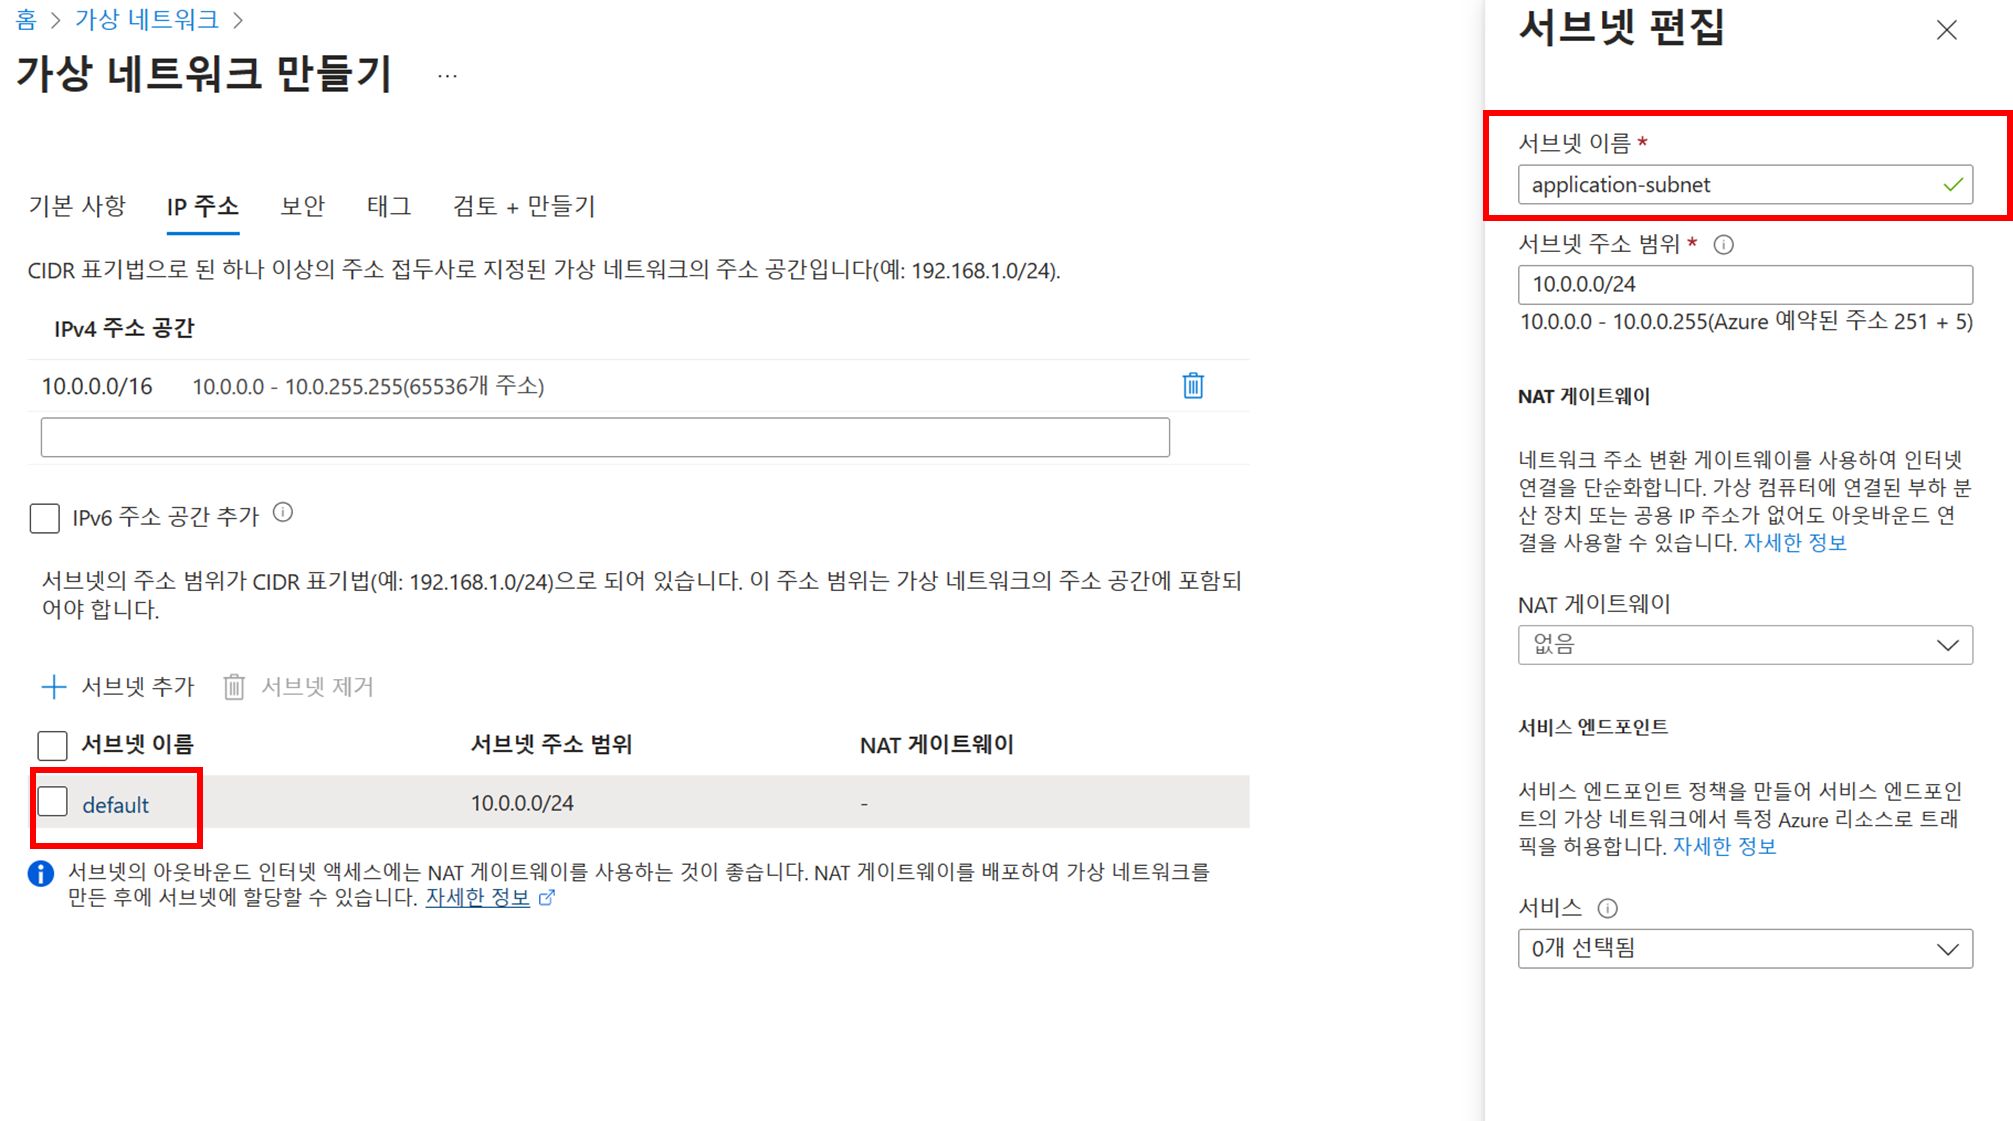 홈 > 가상 네트워크 >
가상 네트워크 만들기 ...
기본 사항 IP 주소 보안 태그 검토 + 만들기
CIDR 표기법으로 된 하나 이상의 주소 접두사로 지정된 가상 네트워크의 주소 공간입니다(예: 192.168.1.0/24).
IPv4 주소 공간
10.0.0.0/16 10.0.0.0 - 10.0.255.255(65536개 주소)
IPv6 주소 공간 추가
서브넷의 주소 범위가 CIDR 표기법(예: 192.168.1.0/24)으로 되어 있습니다. 이 주소 범위는 가상 네트워크의 주소 공간에 포함되
어야 합니다.
서브넷 추가 서브넷 제거
서브넷 이름 서브넷 주소 범위 NAT 게이트웨이
default 10.0.0.0/24 -
서브넷의 아웃바운드 인터넷 액세스에는 NAT 게이트웨이를 사용하는 것이 좋습니다. NAT 게이트웨이를 배포하여 가상 네트워크를
만든 후에 서브넷에 할당할 수 있습니다. 자세한 정보
서브넷 편집
서브넷 이름 *
application-subnet
서브넷 주소 범위 *
10.0.0.0/24
10.0.0.0 - 10.0.0.255(Azure 예약된 주소 251 + 5)
NAT 게이트웨이
네트워크 주소 변환 게이트웨이를 사용하여 인터넷
연결을 단순화합니다. 가상 컴퓨터에 연결된 부하 분
산 장치 또는 공용 IP 주소가 없어도 아웃바운드 연
결을 사용할 수 있습니다. 자세한 정보
NAT 게이트웨이
없음
서비스 엔드포인트
서비스 엔드포인트 정책을 만들어 서비스 엔드포인
트의 가상 네트워크에서 특정 Azure 리소스로 트래
픽을 허용합니다. 자세한 정보
서비스
0개 선택됨